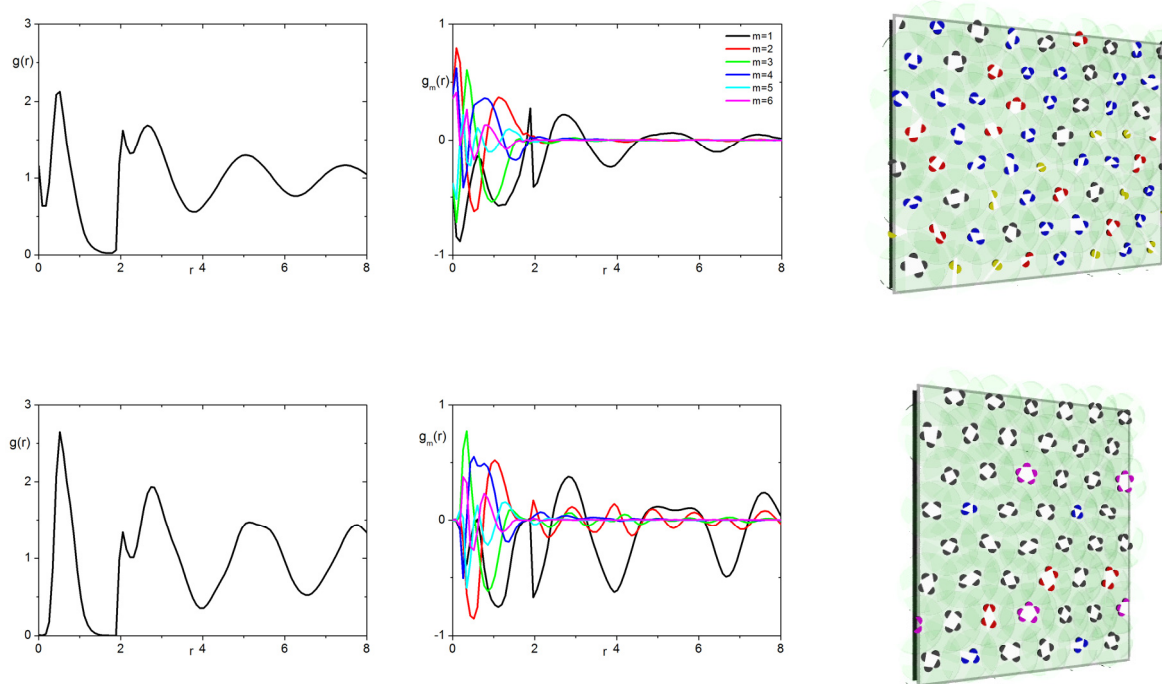 3
g(r)
2
1
0
0 2 r 4 6 8
1
g_m(r)
0
-1
0 2 r 4 6 8
m=1
m=2
m=3
m=4
m=5
m=6
3
g(r)
2
1
0
0 2 r 4 6 8
1
g_m(r)
0
-1
0 2 r 4 6 8